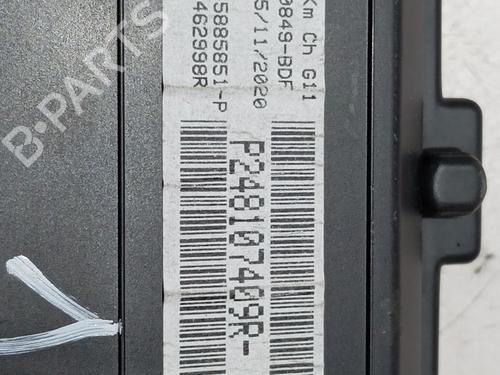 Km Ch G11
0849-BDF
5/11/2020
5885851-P
462998R
P248107409R-
B-PARTS